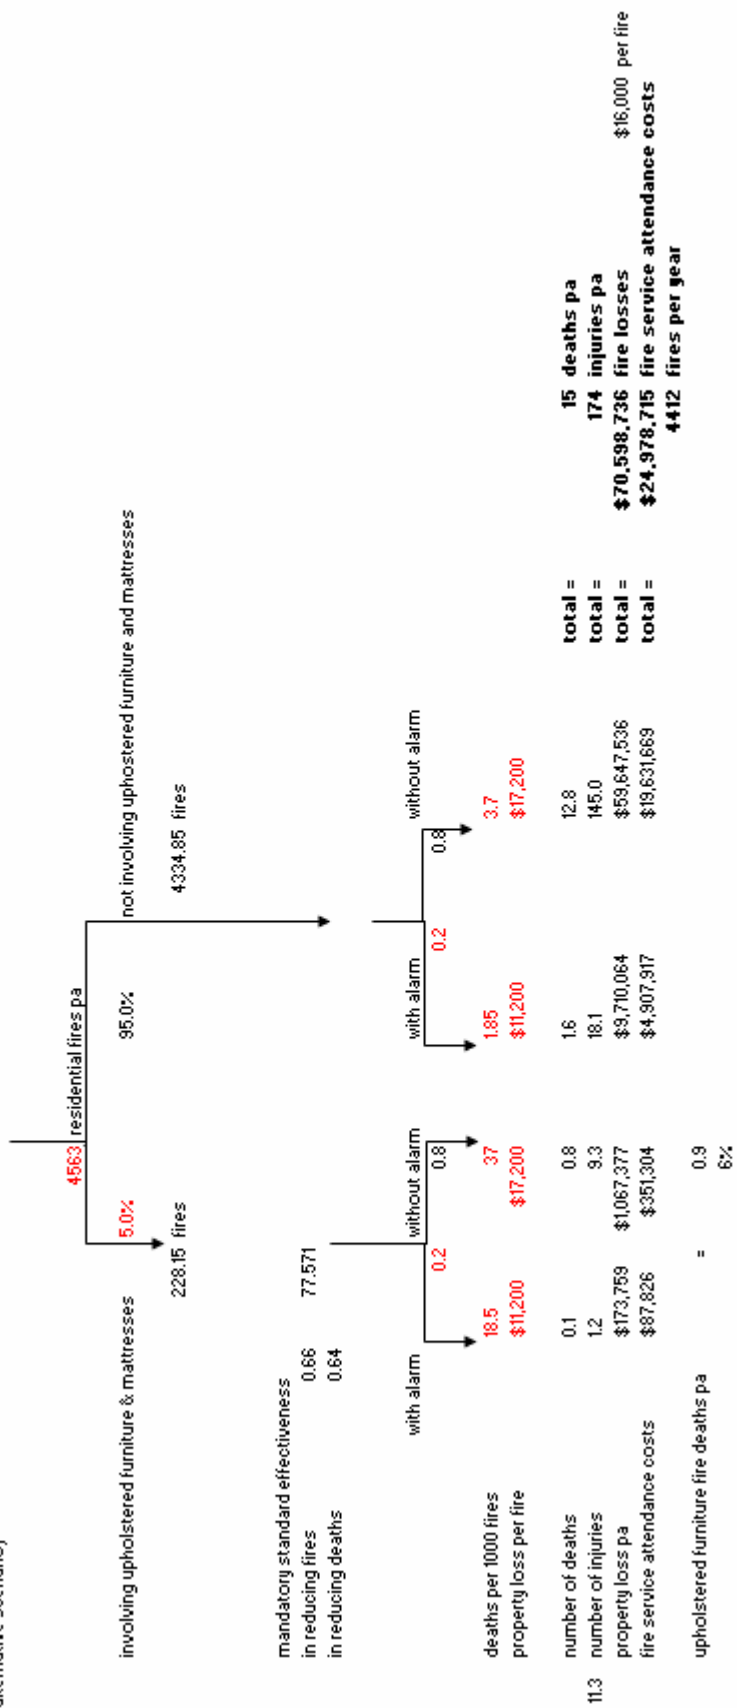 alternative scenario)
4563 residential fires pa
involving upholstered furniture & mattresses 5.0% 95.0% not involving uphostered furniture and mattresses
228.15 fires 4334.85 fires
mandatory standard effectiveness
in reducing fires 0.66 77.571
in reducing deaths 0.64
with alarm without alarm with alarm without alarm
0.2 0.8 0.2 0.8
deaths per 1000 fires 18.5 37 1.85 3.7
property loss per fire $11,200 $17,200 $11,200 $17,200
number of deaths 0.1 0.8 1.6 12.8 total = 15 deaths pa
11.3 number of injuries 1.2 9.3 18.1 145.0 total = 174 injuries pa
property loss pa $173,759 $1,067,377 $9,710,064 $59,647,536 total = $70,598,736 fire losses $16,000 per fire
fire service attendance costs $87,826 $351,304 $4,907,917 $19,631,669 total = $24,978,715 fire service attendance costs
4412 fires per year
upholstered furniture fire deaths pa = 0.9
6%